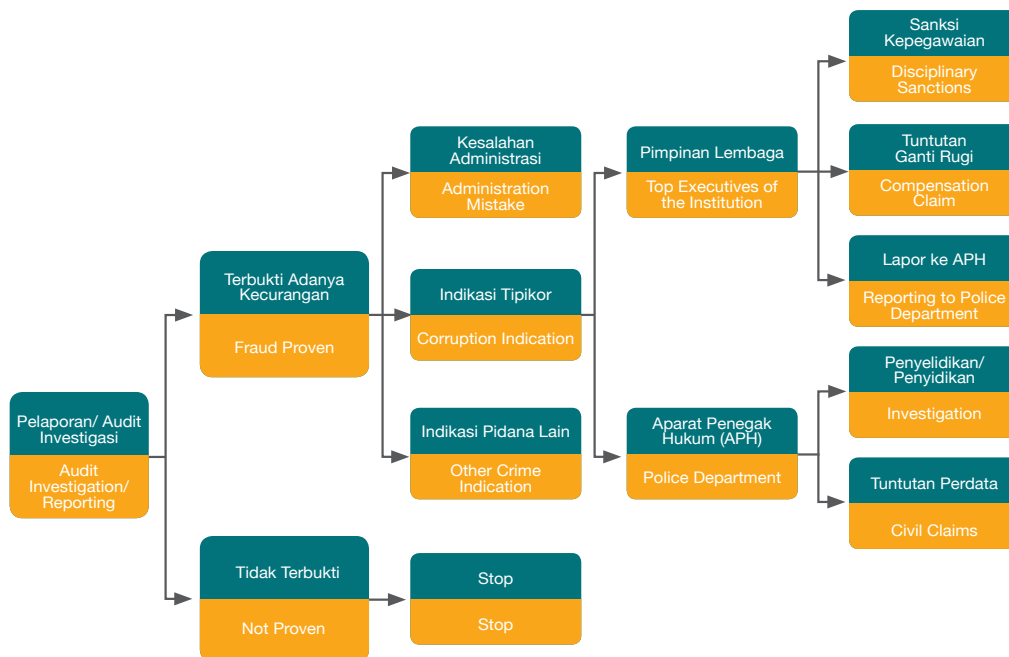 Pelaporan/ Audit
Investigasi
Audit
Investigation/
Reporting
Terbukti Adanya
Kecurangan
Fraud Proven
Tidak Terbukti
Not Proven
Kesalahan
Administrasi
Administration
Mistake
Indikasi Tipikor
Corruption Indication
Indikasi Pidana Lain
Other Crime
Indication
Stop
Stop
Pimpinan Lembaga
Top Executives of
the Institution
Aparat Penegak
Hukum (APH)
Police Department
Sanksi
Kepegawaian
Disciplinary
Sanctions
Tuntutan
Ganti Rugi
Compensation
Claim
Lapor ke APH
Reporting to Police
Department
Penyelidikan/
Penyidikan
Investigation
Tuntutan Perdata
Civil Claims